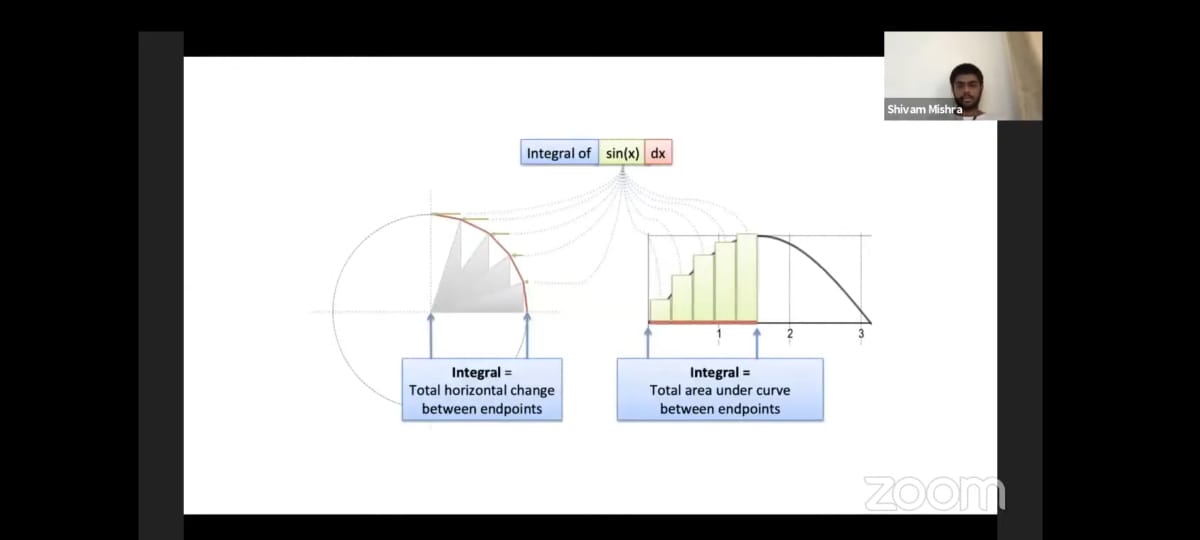 Shivam Mishra
Integral of sin(x) dx
1 2 3
Integral =
Total horizontal change
between endpoints
Integral =
Total area under curve
between endpoints
zoom